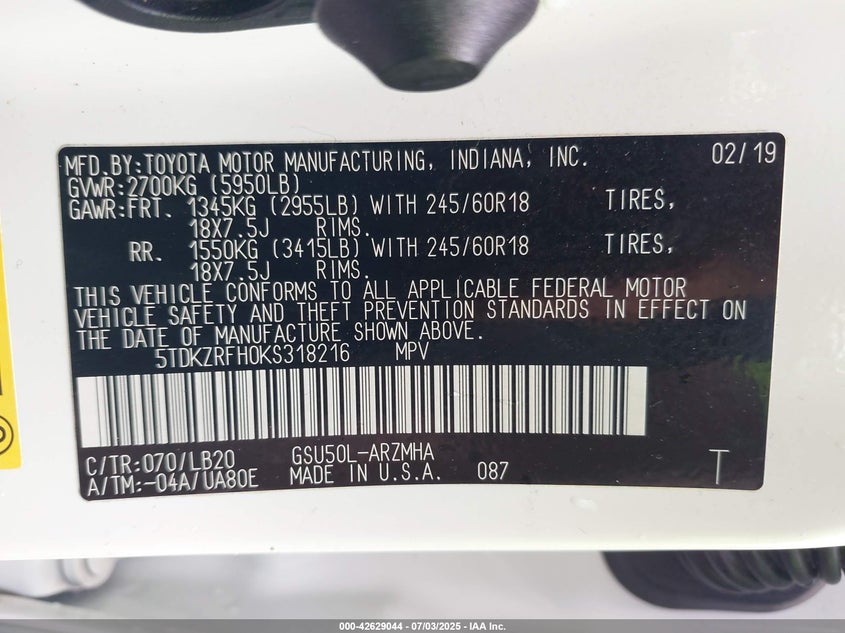 MFD.BY:TOYOTA MOTOR MANUFACTURING, INDIANA, INC. 02/19
GVWR:2700KG (5950LB)
GAWR:FRT. 1345KG (2955LB) WITH 245/60R18 TIRES,
18X7.5J RIMS.
RR. 1550KG (3415LB) WITH 245/60R18 TIRES,
18X7.5J RIMS.
THIS VEHICLE CONFORMS TO ALL APPLICABLE FEDERAL MOTOR
VEHICLE SAFETY AND THEFT PREVENTION STANDARDS IN EFFECT ON
THE DATE OF MANUFACTURE SHOWN ABOVE.
5TDKZRFH0KS318216 MPV
C/TR:070/LB20 GSU50L-ARZMHA
A/TM:-04A/UA80E MADE IN U.S.A. 087 T
000-42629044 / 07/03/2025 - IAA Inc.